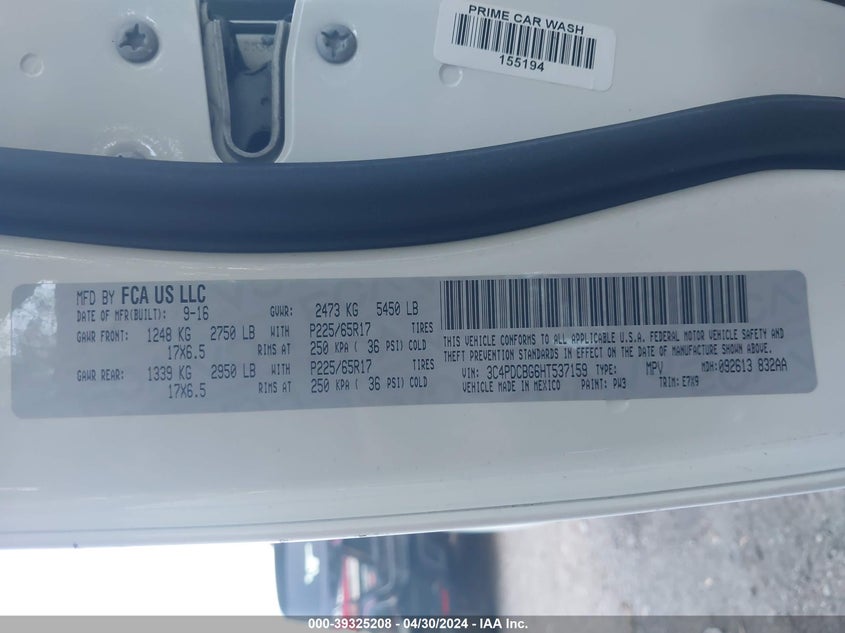 PRIME CAR WASH
155194
MFD BY FCA US LLC
DATE OF MFR(BUILT): 9-16 GVWR: 2473 KG 5450 LB
GAWR FRONT: 1248 KG 2750 LB WITH P225/65R17 TIRES
17X6.5 RIMS AT 250 KPA ( 36 PSI) COLD
GAWR REAR: 1339 KG 2950 LB WITH P225/65R17 TIRES
17X6.5 RIMS AT 250 KPA ( 36 PSI) COLD
THIS VEHICLE CONFORMS TO ALL APPLICABLE U.S.A. FEDERAL MOTOR VEHICLE SAFETY AND
THEFT PREVENTION STANDARDS IN EFFECT ON THE DATE OF MANUFACTURE SHOWN ABOVE.
VIN: 3C4PDCBG6HT537159 TYPE: MPV MDH: 092613 832AA
VEHICLE MADE IN MEXICO PAINT: PW3 TRIM: E7X9
000-39325208 - 04/30/2024 - IAA Inc.